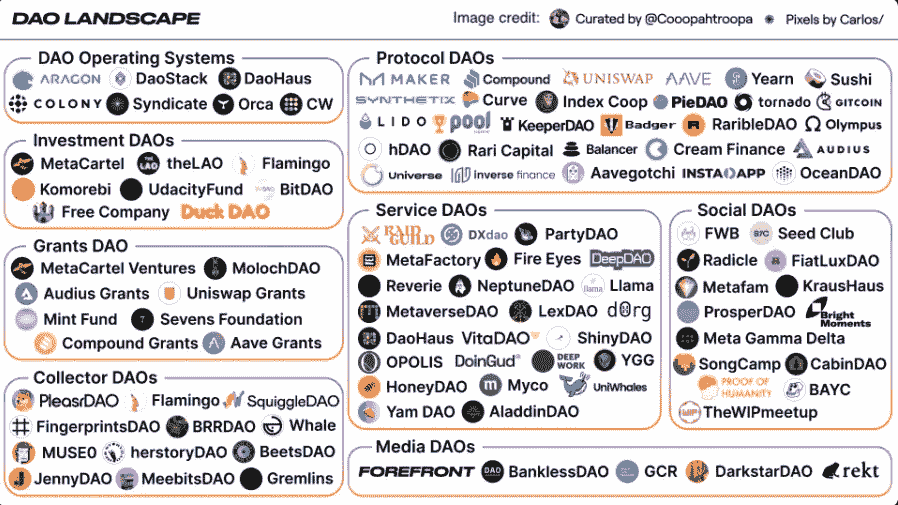 DAO LANDSCAPE
Image credit: Curated by @Cooopahtroopa Pixels by Carlos/
DAO Operating Systems
ARAGON DaoStack DaoHaus
COLONY Syndicate Orca CW
Investment DAOs
MetaCartel theLAO Flamingo
Komorebi UdacityFund BitDAO
Free Company Duck DAO
Grants DAO
MetaCartel Ventures MolochDAO
Audius Grants Uniswap Grants
Mint Fund Sevens Foundation
Compound Grants Aave Grants
Collector DAOs
PleasrDAO Flamingo SquiggleDAO
FingerprintsDAO BRRDAO Whale
MUSE0 herstoryDAO BeetsDAO
JennyDAO MeebitsDAO Gremlins
Protocol DAOs
MAKER Compound UNISWAP AAVE Yearn Sushi
SYNTHETIX Curve Index Coop PieDAO tornado GITCOIN
LIDO pool KeeperDAO Badger RaribleDAO Olympus
hDAO Rari Capital Balancer Cream Finance AUDIUS
Universe inverse finance Aavegotchi INSTADAPP OceanDAO
Service DAOs
RAID GUILD DXdao PartyDAO
MetaFactory Fire Eyes DeepDAO
Reverie NeptuneDAO Llama
MetaverseDAO LexDAO dOrg
DaoHaus VitaDAO ShinyDAO
OPOLIS DoinGud DEEP WORK YGG
HoneyDAO Myco UniWhales
Yam DAO AladdinDAO
Social DAOs
FWB Seed Club
Radicle FiatLuxDAO
Metafam KrausHaus
ProsperDAO Bright Moments
Meta Gamma Delta
SongCamp CabinDAO
PROOF OF HUMANITY BAYC
TheWIPmeetup
Media DAOs
FOREFRONT BanklessDAO GCR DarkstarDAO rekt